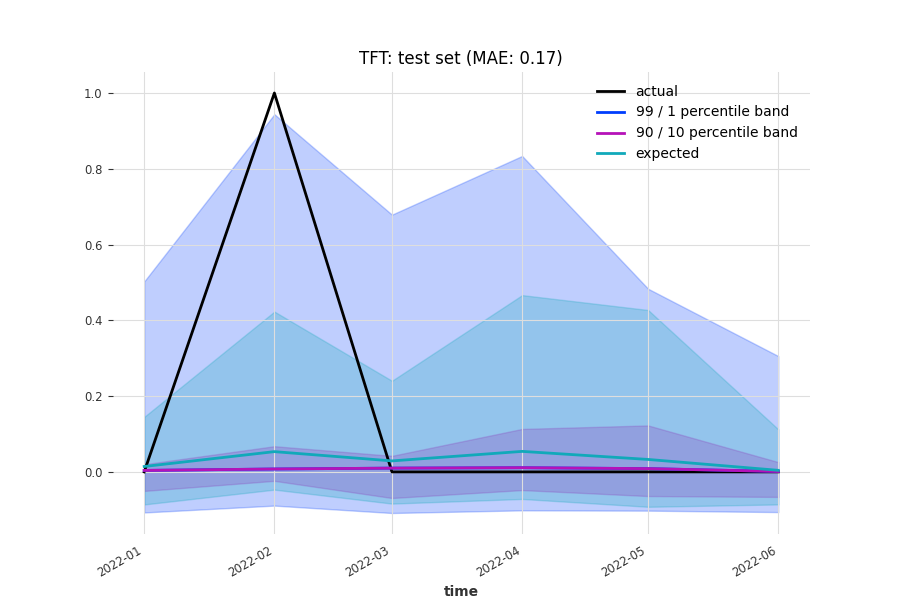 TFT: test set (MAE: 0.17)
actual
99 / 1 percentile band
90 / 10 percentile band
expected
1.0
0.8
0.6
0.4
0.2
0.0
2022-01
2022-02
2022-03
2022-04
2022-05
2022-06
time